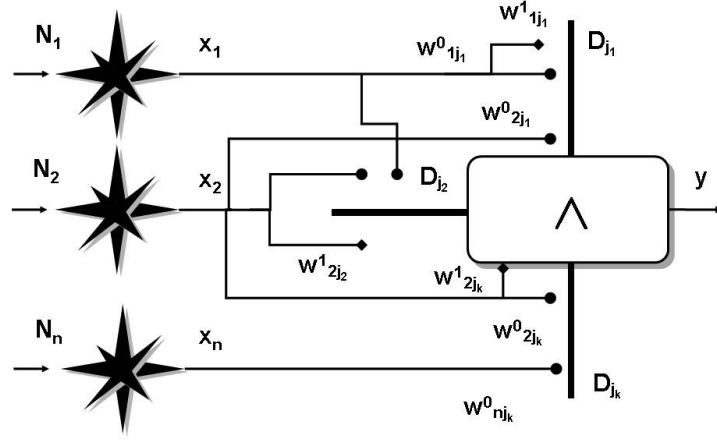 w¹₁ⱼ₁
N₁ x₁ w⁰₁ⱼ₁ Dⱼ₁
w⁰₂ⱼ₁
N₂ x₂ Dⱼ₂ y
∧
w¹₂ⱼ₂ w¹₂ⱼₖ
Nₙ xₙ w⁰₂ⱼₖ
Dⱼₖ
w⁰ₙⱼₖ